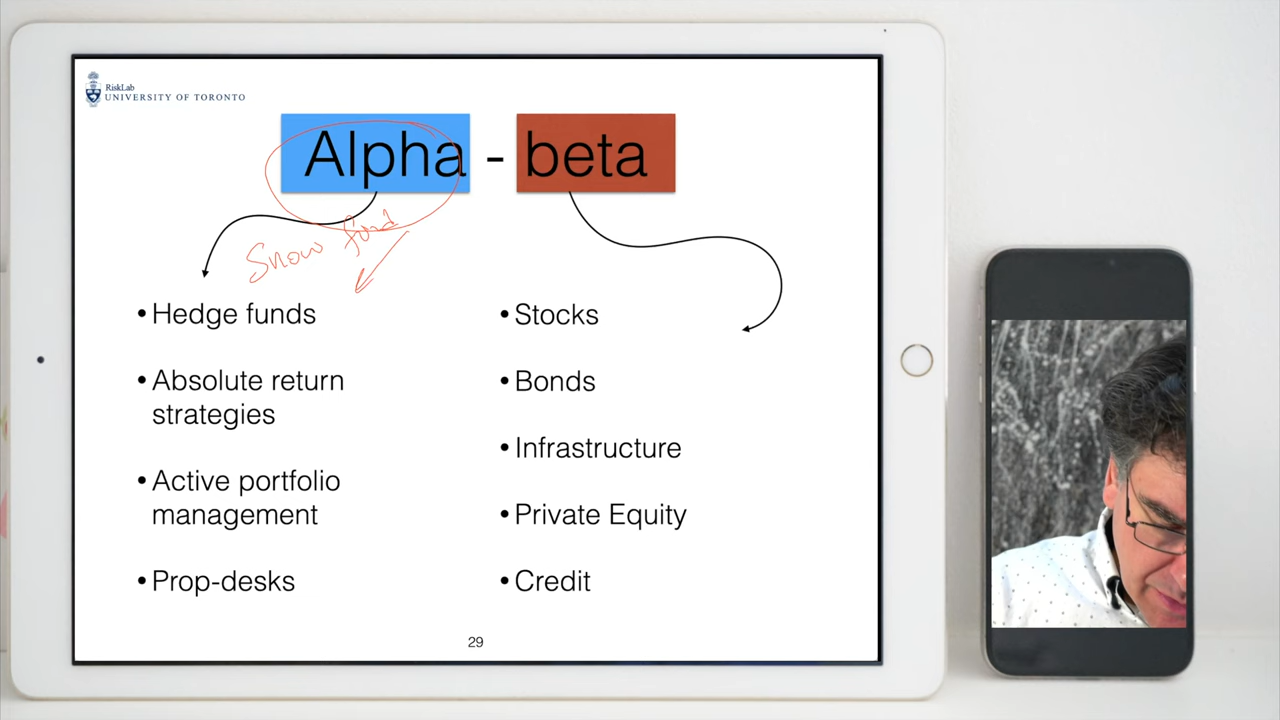 RiskLab
UNIVERSITY OF TORONTO
Alpha - beta
Snow fund
• Hedge funds
• Absolute return
strategies
• Active portfolio
management
• Prop-desks
• Stocks
• Bonds
• Infrastructure
• Private Equity
• Credit
29